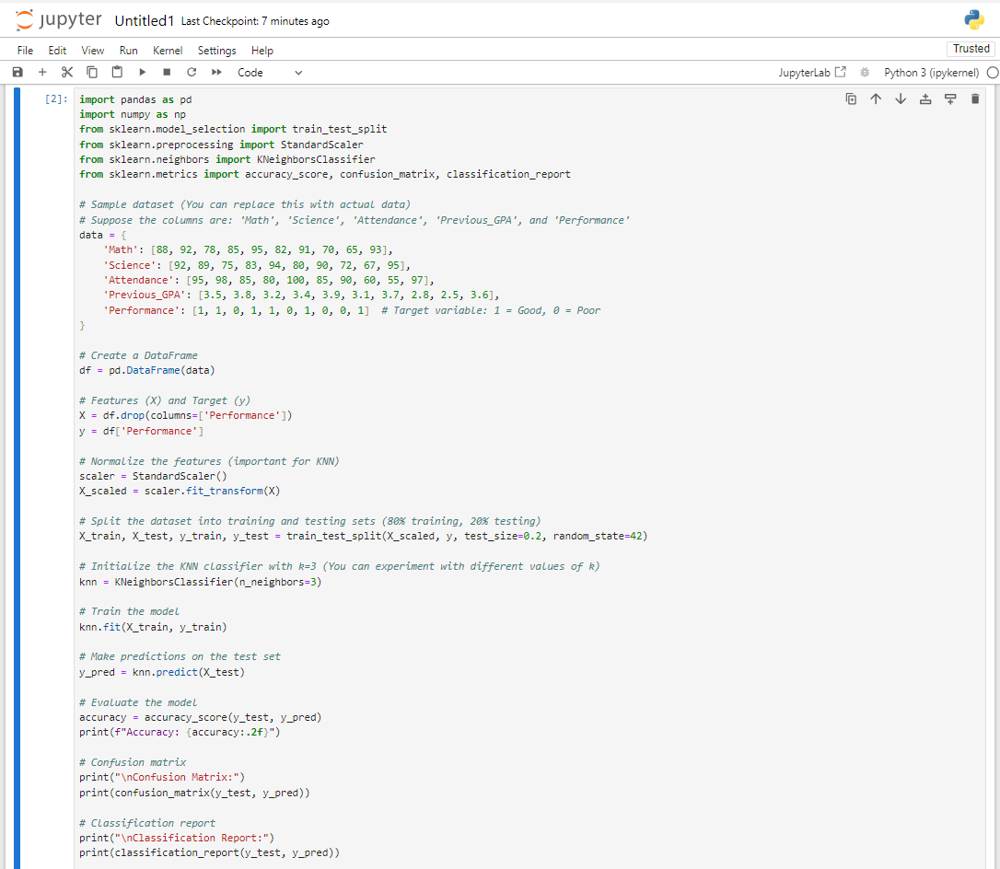 jupyter Untitled1 Last Checkpoint: 7 minutes ago
File Edit View Run Kernel Settings Help
Trusted
Code
JupyterLab
Python 3 (ipykernel)
[2]:
import pandas as pd
import numpy as np
from sklearn.model_selection import train_test_split
from sklearn.preprocessing import StandardScaler
from sklearn.neighbors import KNeighborsClassifier
from sklearn.metrics import accuracy_score, confusion_matrix, classification_report

# Sample dataset (You can replace this with actual data)
# Suppose the columns are: 'Math', 'Science', 'Attendance', 'Previous_GPA', and 'Performance'
data = {
    'Math': [88, 92, 78, 85, 95, 82, 91, 70, 65, 93],
    'Science': [92, 89, 75, 83, 94, 80, 90, 72, 67, 95],
    'Attendance': [95, 98, 85, 80, 100, 85, 90, 60, 55, 97],
    'Previous_GPA': [3.5, 3.8, 3.2, 3.4, 3.9, 3.1, 3.7, 2.8, 2.5, 3.6],
    'Performance': [1, 1, 0, 1, 1, 0, 1, 0, 0, 1]  # Target variable: 1 = Good, 0 = Poor
}

# Create a DataFrame
df = pd.DataFrame(data)

# Features (X) and Target (y)
X = df.drop(columns=['Performance'])
y = df['Performance']

# Normalize the features (important for KNN)
scaler = StandardScaler()
X_scaled = scaler.fit_transform(X)

# Split the dataset into training and testing sets (80% training, 20% testing)
X_train, X_test, y_train, y_test = train_test_split(X_scaled, y, test_size=0.2, random_state=42)

# Initialize the KNN classifier with k=3 (You can experiment with different values of k)
knn = KNeighborsClassifier(n_neighbors=3)

# Train the model
knn.fit(X_train, y_train)

# Make predictions on the test set
y_pred = knn.predict(X_test)

# Evaluate the model
accuracy = accuracy_score(y_test, y_pred)
print(f"Accuracy: {accuracy:.2f}")

# Confusion matrix
print("\nConfusion Matrix:")
print(confusion_matrix(y_test, y_pred))

# Classification report
print("\nClassification Report:")
print(classification_report(y_test, y_pred))